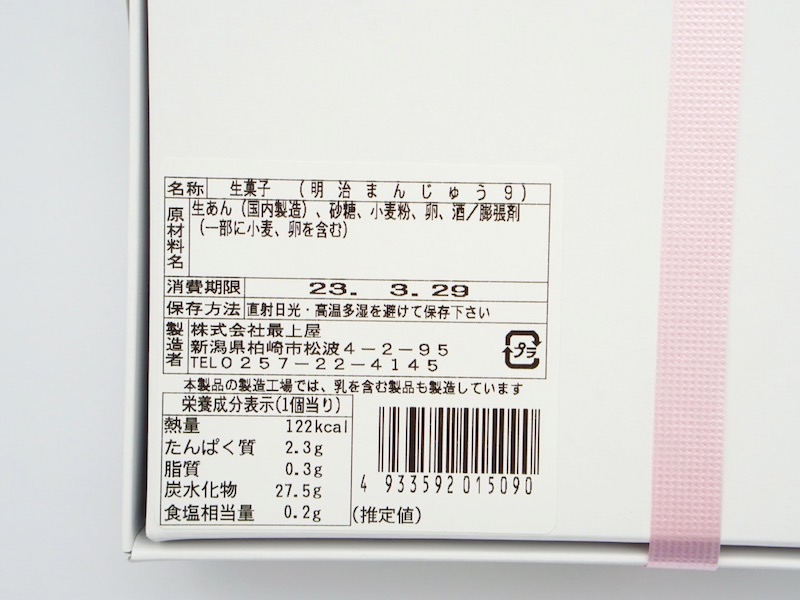 名称 生菓子 (明治まんじゅう9)
原材料名 生あん(国内製造)、砂糖、小麦粉、卵、酒/膨張剤
(一部に小麦、卵を含む)
消費期限 23. 3.29
保存方法 直射日光・高温多湿を避けて保存下さい
製造者 株式会社最上屋
新潟県柏崎市松波4-2-95
TEL0257-22-4145
プラ
本製品の製造工場では、乳を含む製品も製造しています
栄養成分表示(1個当り)
熱量 122kcal
たんぱく質 2.3g
脂質 0.3g
炭水化物 27.5g
食塩相当量 0.2g
(推定値)
4 933592 015090